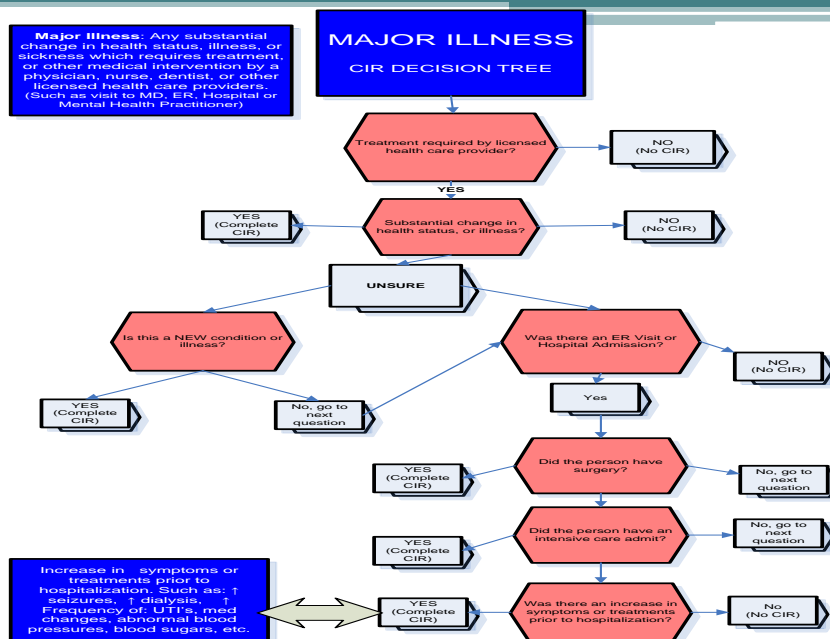 Major Illness: Any substantial
change in health status, illness, or
sickness which requires treatment,
or other medical intervention by a
physician, nurse, dentist, or other
licensed health care providers.
(Such as visit to MD, ER, Hospital or
Mental Health Practitioner)
MAJOR ILLNESS
CIR DECISION TREE
Treatment required by licensed
health care provider?
NO
(No CIR)
YES
Substantial change in
health status, or illness?
YES
(Complete
CIR)
NO
(No CIR)
UNSURE
Is this a NEW condition or
illness?
Was there an ER Visit or
Hospital Admission?
NO
(No CIR)
YES
(Complete
CIR)
No, go to
next
question
Yes
Did the person have
surgery?
YES
(Complete
CIR)
No, go to
next
question
Did the person have an
intensive care admit?
YES
(Complete
CIR)
No, go to
next
question
Increase in symptoms or
treatments prior to
hospitalization. Such as: ↑
seizures, ↑ dialysis, ↑
Frequency of: UTI's, med
changes, abnormal blood
pressures, blood sugars, etc.
YES
(Complete
CIR)
Was there an increase in
symptoms or treatments
prior to hospitalization?
No
(No CIR)